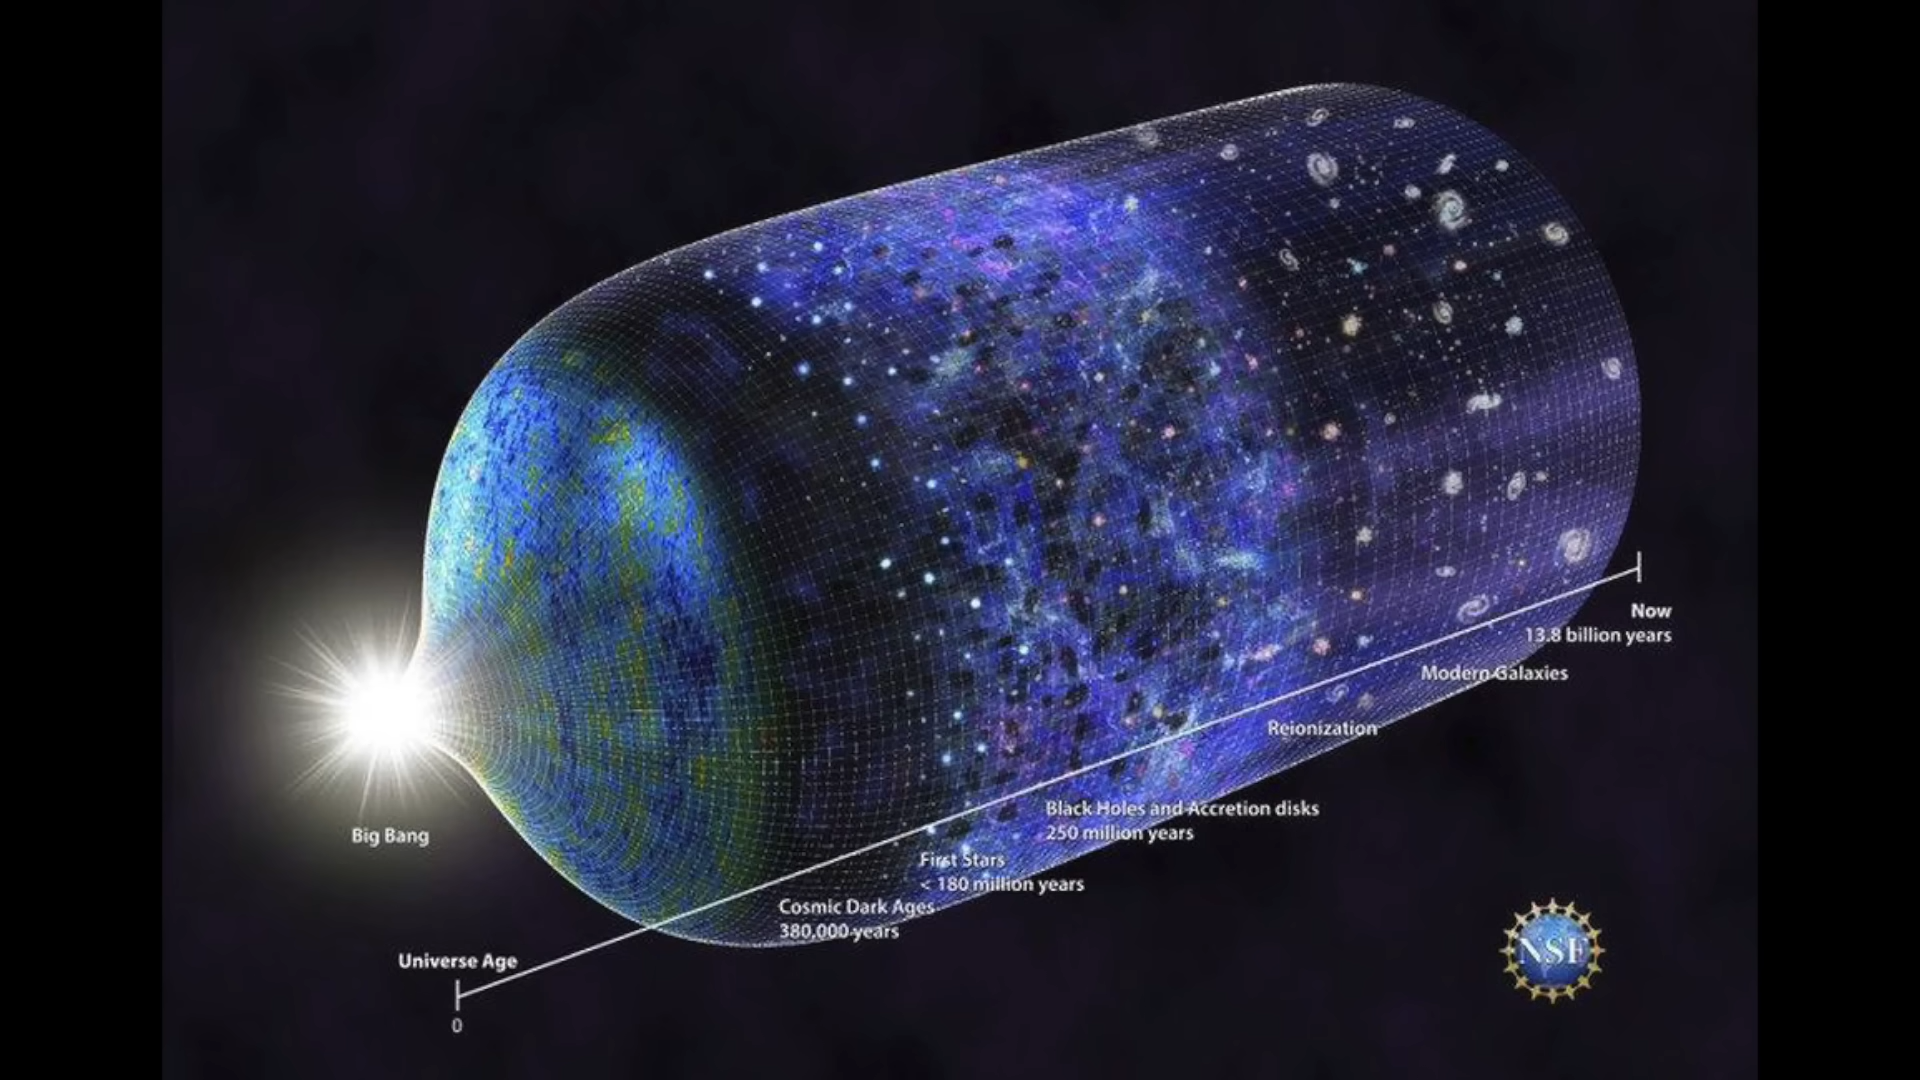 Big Bang
Universe Age
0
Cosmic Dark Ages
380,000 years
First Stars
< 180 million years
Black Holes and Accretion disks
250 million years
Reionization
Modern Galaxies
Now
13.8 billion years
NSF